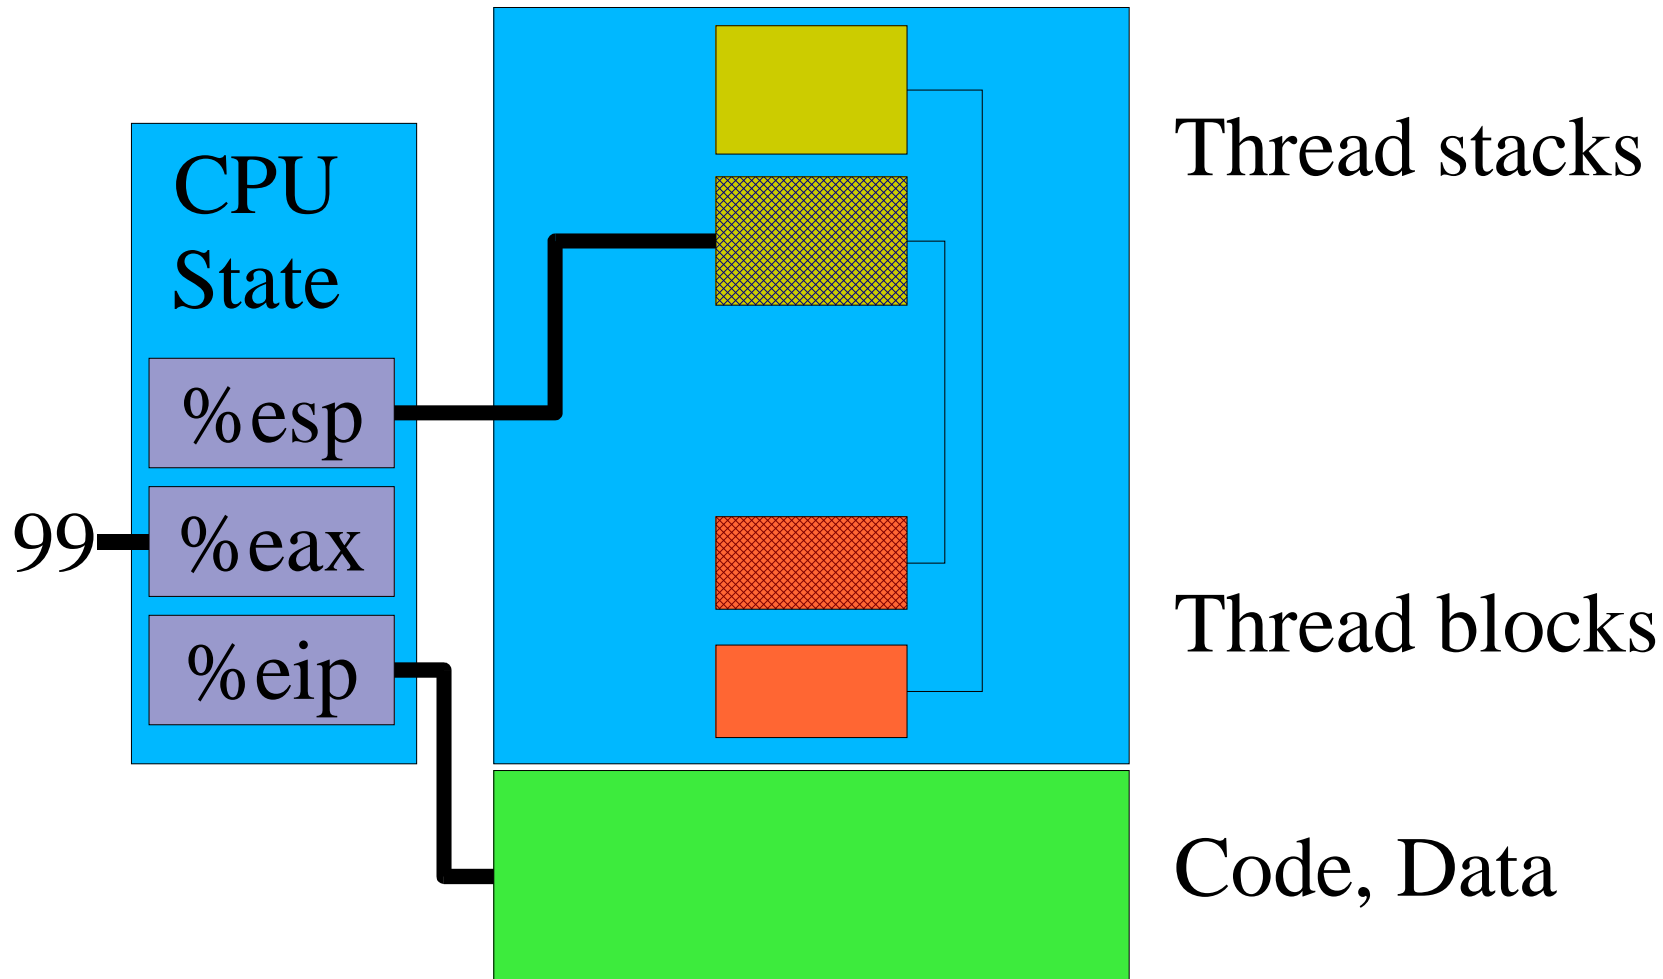 CPU
State
%esp
99
%eax
%eip
Thread stacks
Thread blocks
Code, Data